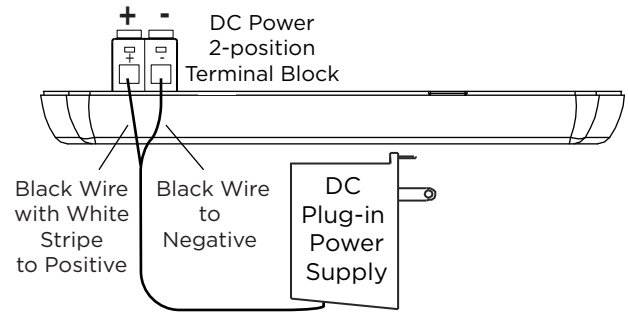 + -
DC Power
2-position
Terminal Block
+ -
Black Wire
with White
Stripe
to Positive
Black Wire
to
Negative
DC
Plug-in
Power
Supply